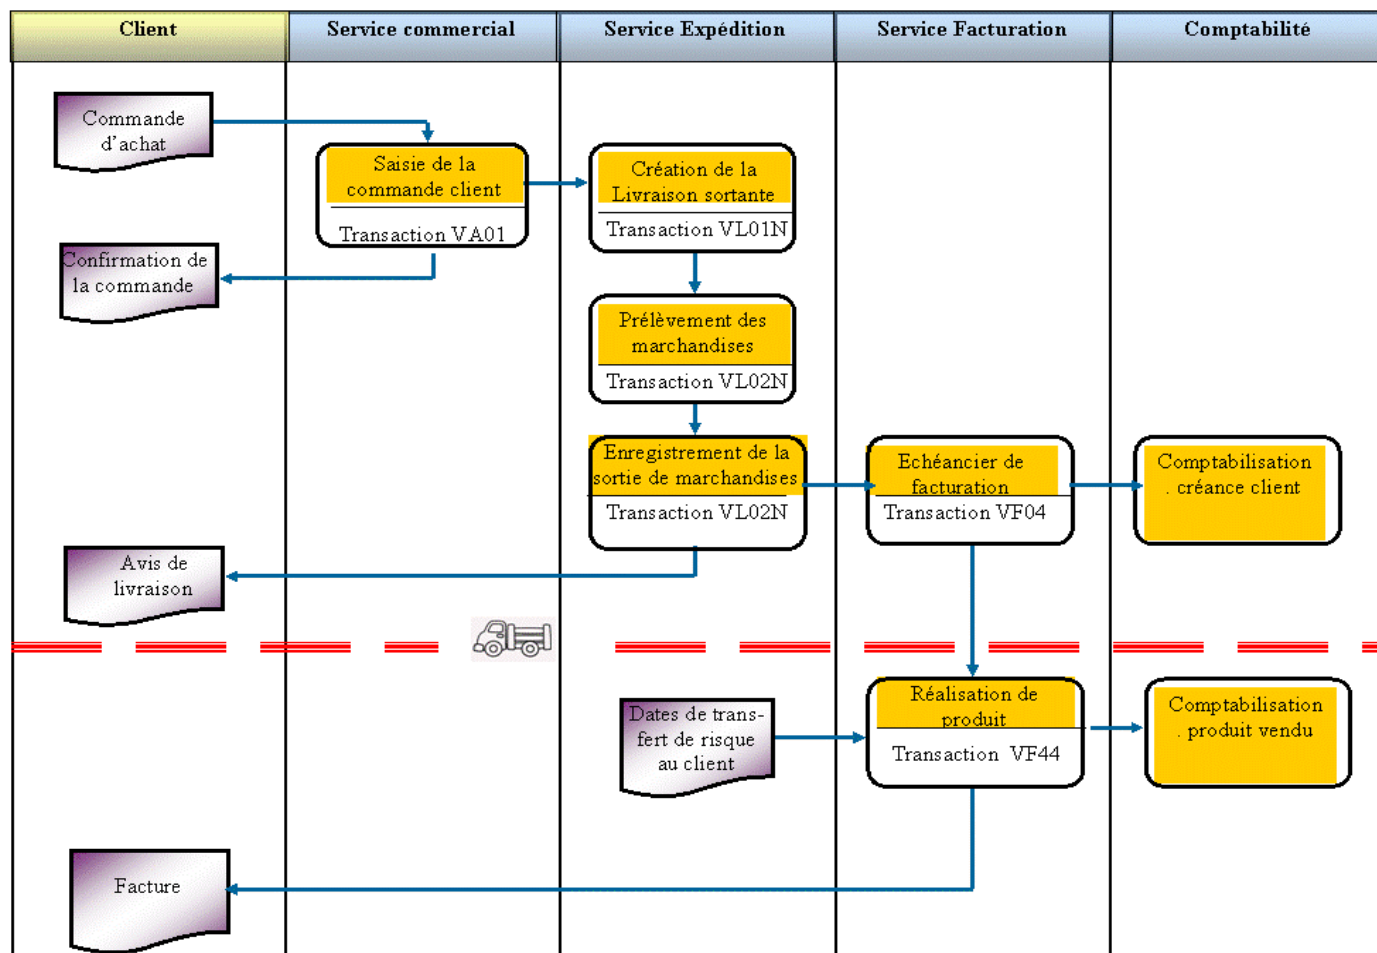 Client
Service commercial
Service Expédition
Service Facturation
Comptabilité
Commande
d'achat
Saisie de la
commande client
Transaction VA01
Création de la
Livraison sortante
Transaction VL01N
Confirmation de
la commande
Prélèvement des
marchandises
Transaction VL02N
Enregistrement de la
sortie de marchandises
Transaction VL02N
Echéancier de
facturation
Transaction VF04
Comptabilisation
. créance client
Avis de
livraison
Dates de trans-
fert de risque
au client
Réalisation de
produit
Transaction VF44
Comptabilisation
. produit vendu
Facture